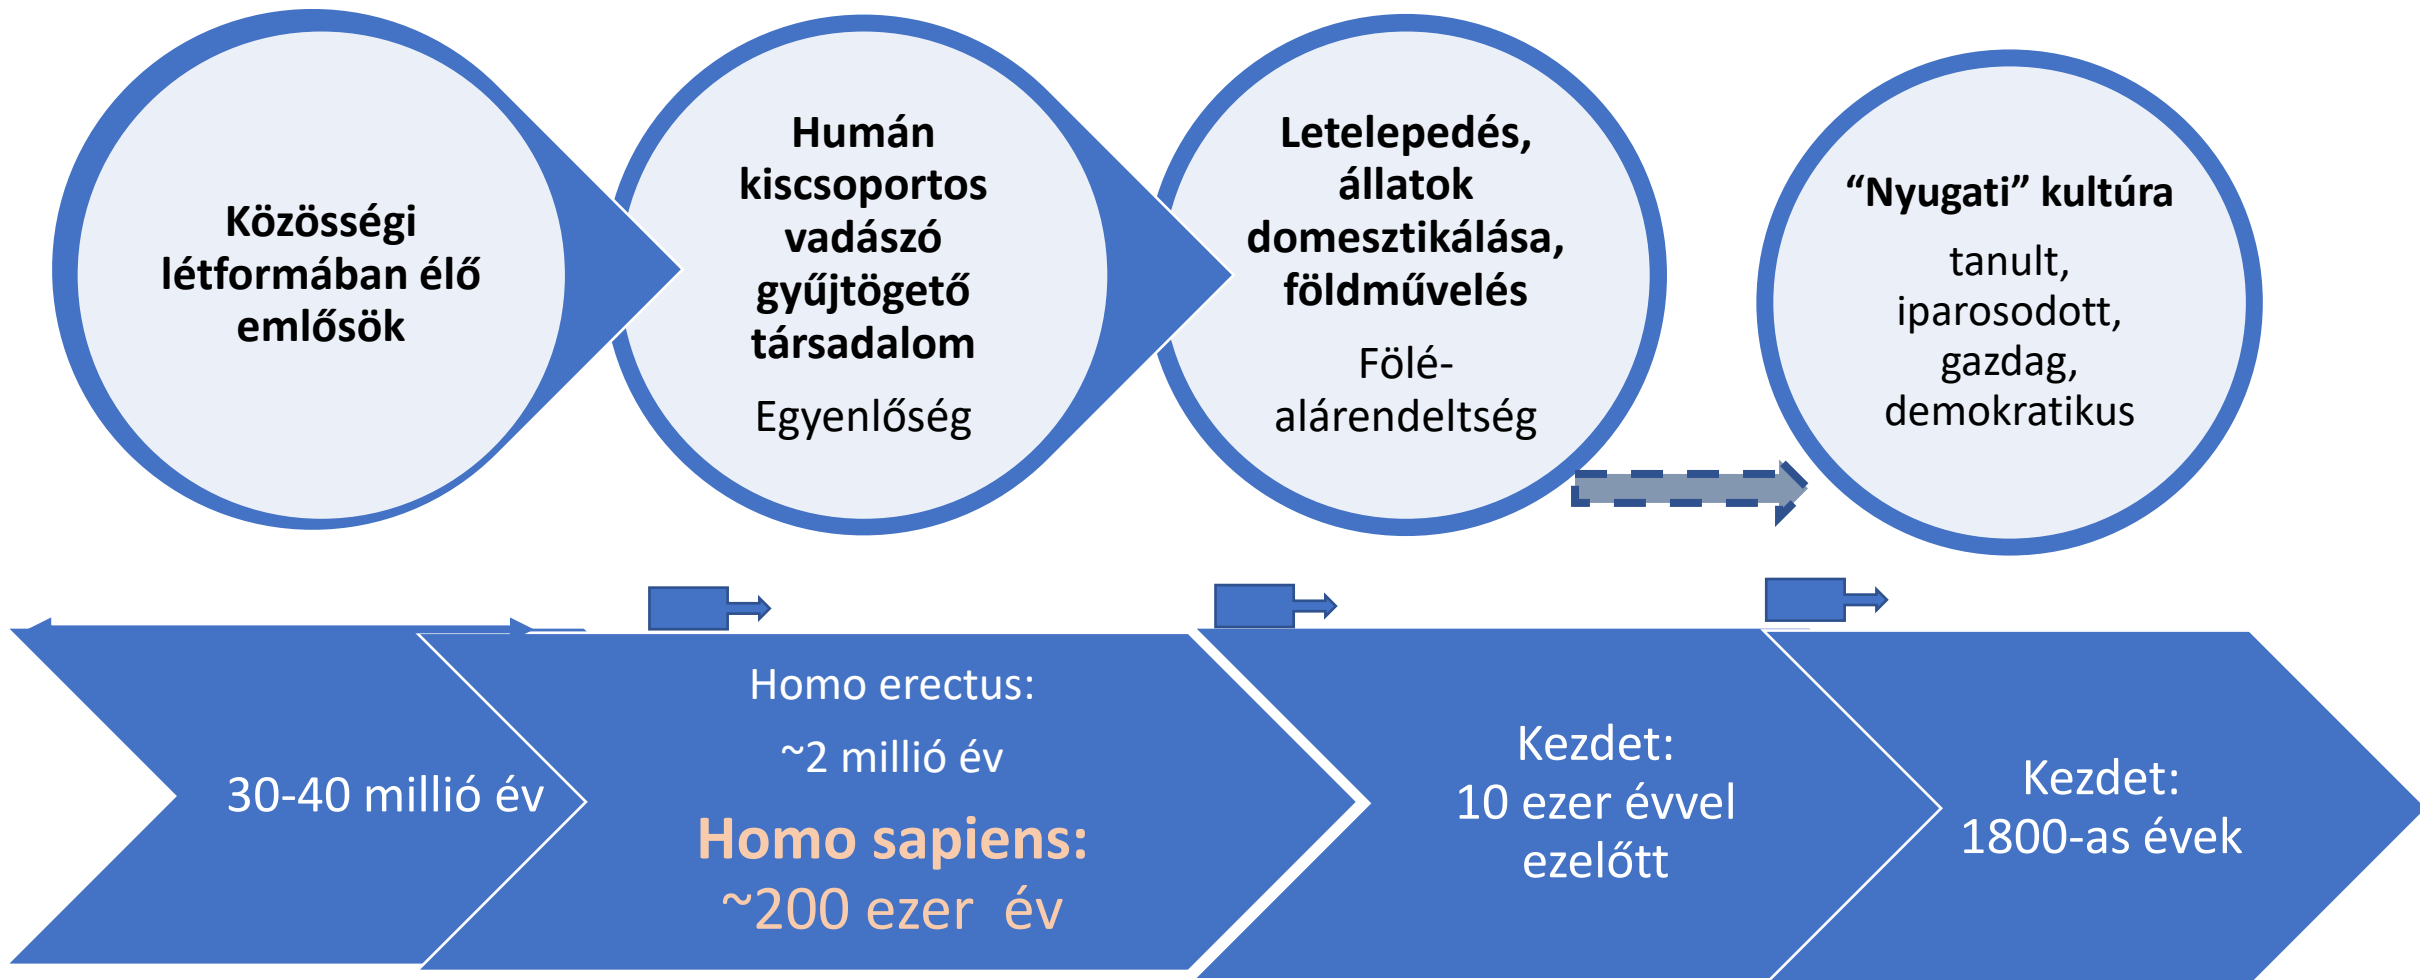 Közösségi
létformában élő
emlősök
Humán
kiscsoportos
vadászó
gyűjtögető
társadalom
Egyenlőség
Letelepedés,
állatok
domesztikálása,
földművelés
Fölé-
alárendeltség
“Nyugati” kultúra
tanult,
iparosodott,
gazdag,
demokratikus
30-40 millió év
Homo erectus:
~2 millió év
Homo sapiens:
~200 ezer év
Kezdet:
10 ezer évvel
ezelőtt
Kezdet:
1800-as évek